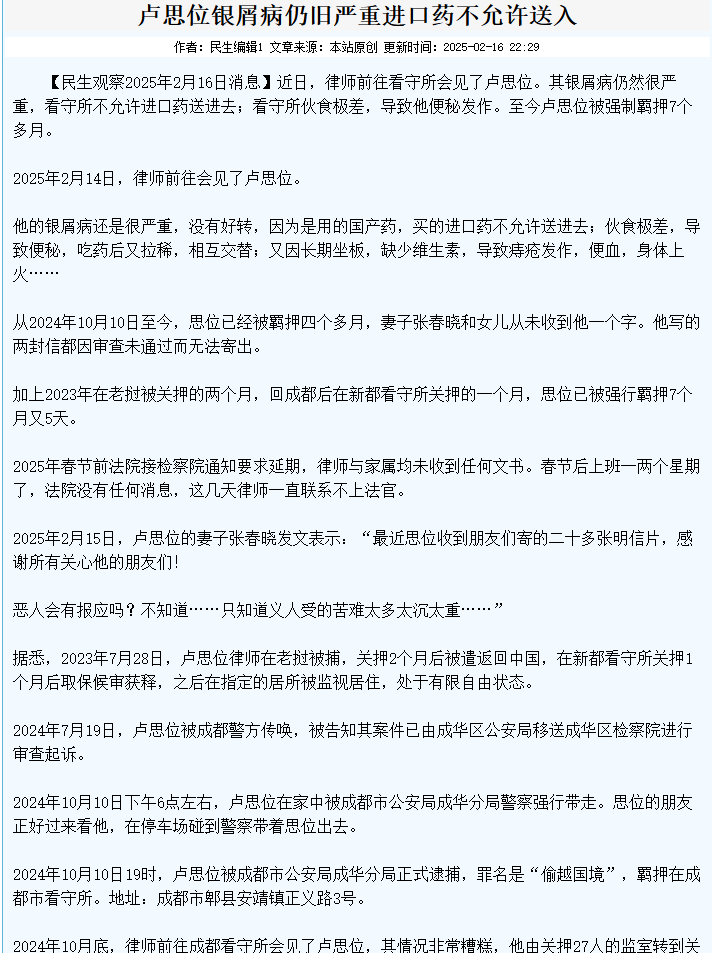 卢思位银屑病仍旧严重进口药不允许送入
作者：民生编辑1 文章来源：本站原创 更新时间：2025-02-16 22:29
【民生观察2025年2月16日消息】近日，律师前往看守所会见了卢思位。其银屑病仍然很严
重，看守所不允许进口药送进去；看守所伙食极差，导致他便秘发作。至今卢思位被强制羁押7个
多月。
2025年2月14日，律师前往会见了卢思位。
他的银屑病还是很严重，没有好转，因为是用的国产药，买的进口药不允许送进去；伙食极差，导
致便秘，吃药后又拉稀，相互交替；又因长期坐板，缺少维生素，导致痔疮发作，便血，身体上
火……
从2024年10月10日至今，思位已经被羁押四个多月，妻子张春晓和女儿从未收到他一个字。他写的
两封信都因审查未通过而无法寄出。
加上2023年在老挝被关押的两个月，回成都后在新都看守所关押的一个月，思位已被强行羁押7个
月又5天。
2025年春节前法院接检察院通知要求延期，律师与家属均未收到任何文书。春节后上班一两个星期
了，法院没有任何消息，这几天律师一直联系不上法官。
2025年2月15日，卢思位的妻子张春晓发文表示：“最近思位收到朋友们寄的二十多张明信片，感
谢所有关心他的朋友们!
恶人会有报应吗？不知道……只知道义人受的苦难太多太沉太重……”
据悉，2023年7月28日，卢思位律师在老挝被捕，关押2个月后被遣返回中国，在新都看守所关押1
个月后取保候审获释，之后在指定的居所被监视居住，处于有限自由状态。
2024年7月19日，卢思位被成都警方传唤，被告知其案件已由成华区公安局移送成华区检察院进行
审查起诉。
2024年10月10日下午6点左右，卢思位在家中被成都市公安局成华分局警察强行带走。思位的朋友
正好过来看他，在停车场碰到警察带着思位出去。
2024年10月10日19时，卢思位被成都市公安局成华分局正式逮捕，罪名是“偷越国境”，羁押在成
都市看守所。地址：成都市郫县安靖镇正义路3号。
2024年10月底，律师前往成都看守所会见了卢思位，其情况非常糟糕，他由关押27人的监室转到关